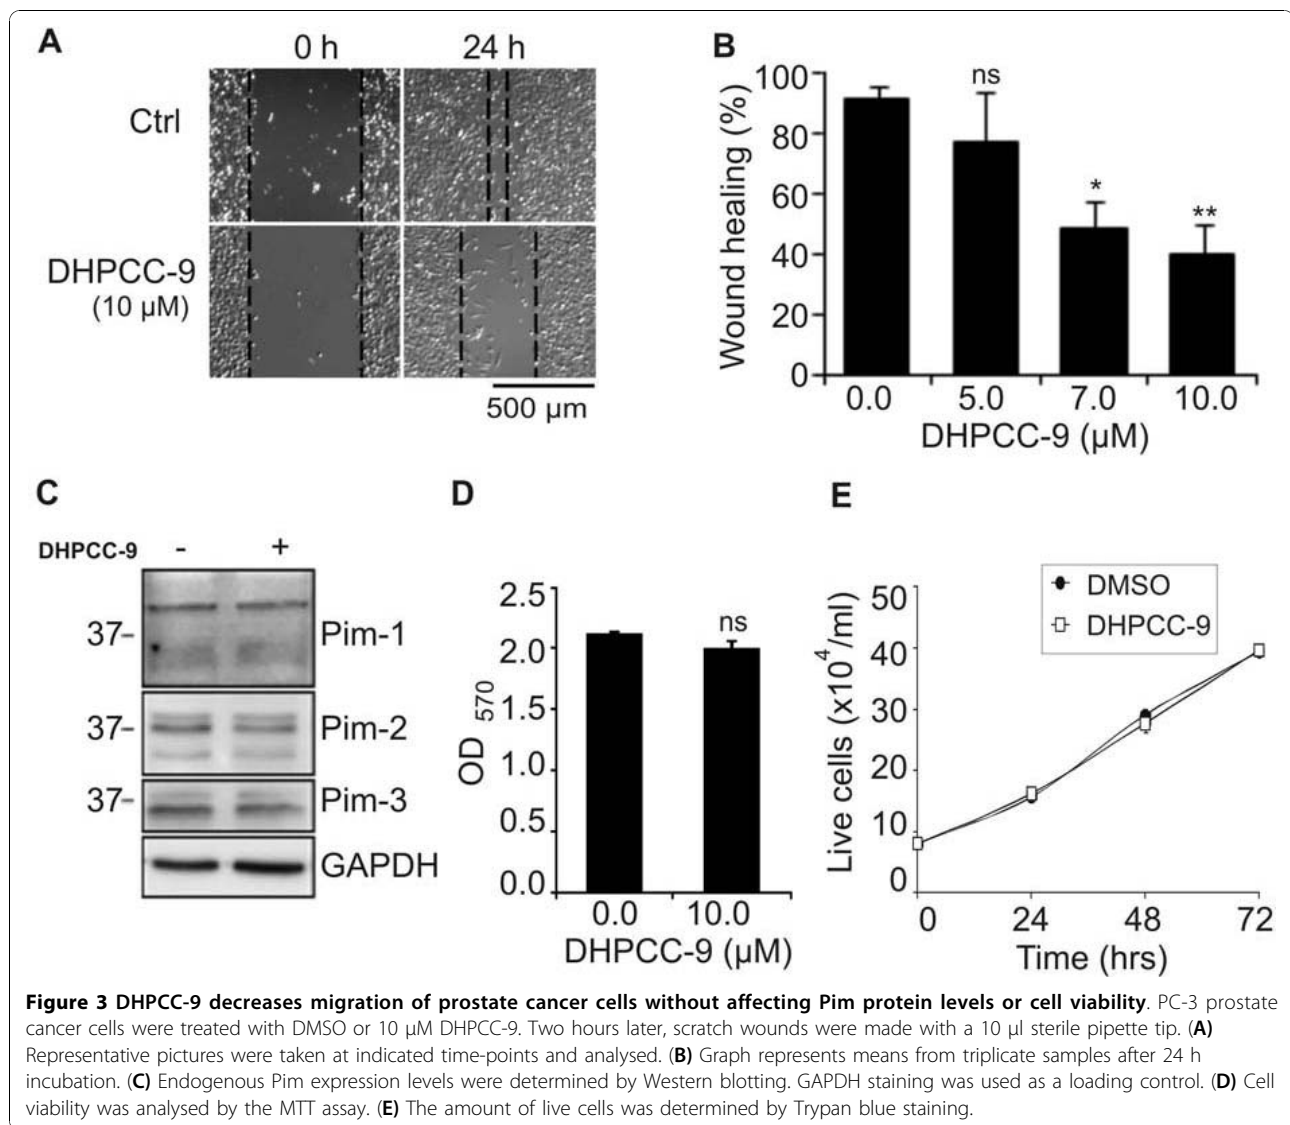 A
0 h 24 h
Ctrl
DHPCC-9
(10 µM)
500 µm
B
Wound healing (%)
100
80
60
40
20
0
ns
*
**
0.0 5.0 7.0 10.0
DHPCC-9 (µM)
C
DHPCC-9 - +
37– Pim-1
37– Pim-2
37– Pim-3
GAPDH
D
OD 570
2.5
2.0
1.5
1.0
0.5
0.0
ns
0.0 10.0
DHPCC-9 (µM)
E
DMSO
DHPCC-9
Live cells (x10⁴/ml)
50
40
30
20
10
0
0 24 48 72
Time (hrs)
Figure 3 DHPCC-9 decreases migration of prostate cancer cells without affecting Pim protein levels or cell viability. PC-3 prostate
cancer cells were treated with DMSO or 10 µM DHPCC-9. Two hours later, scratch wounds were made with a 10 µl sterile pipette tip. (A)
Representative pictures were taken at indicated time-points and analysed. (B) Graph represents means from triplicate samples after 24 h
incubation. (C) Endogenous Pim expression levels were determined by Western blotting. GAPDH staining was used as a loading control. (D) Cell
viability was analysed by the MTT assay. (E) The amount of live cells was determined by Trypan blue staining.